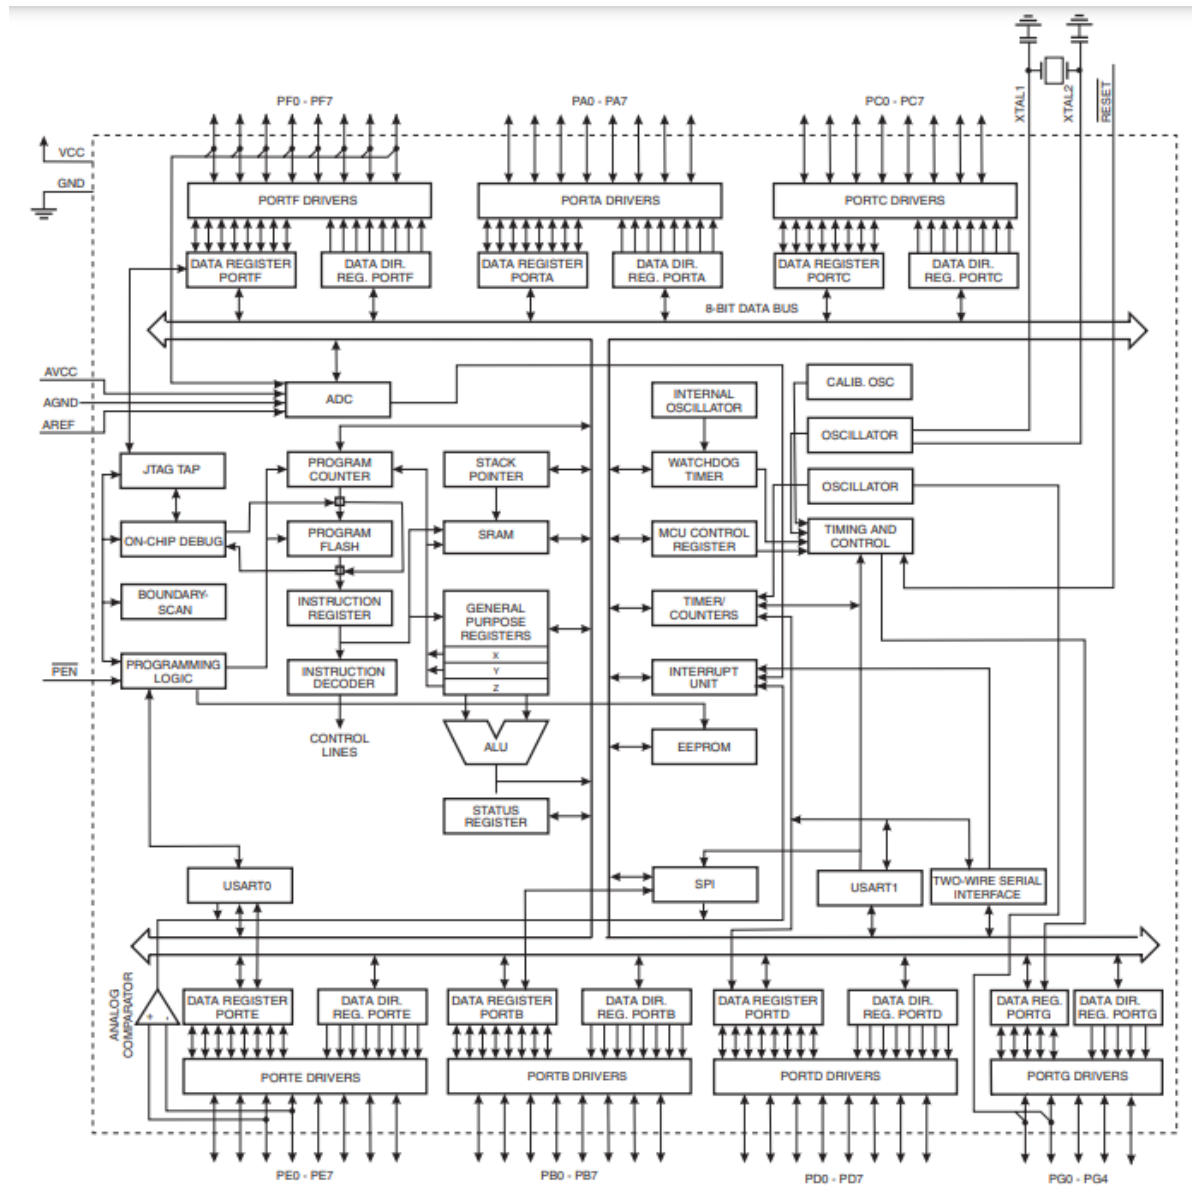 XTAL1
XTAL2
RESET
PF0 - PF7
PA0 - PA7
PC0 - PC7
VCC
GND
PORTF DRIVERS
PORTA DRIVERS
PORTC DRIVERS
DATA REGISTER
PORTF
DATA DIR.
REG. PORTF
DATA REGISTER
PORTA
DATA DIR.
REG. PORTA
DATA REGISTER
PORTC
DATA DIR.
REG. PORTC
8-BIT DATA BUS
AVCC
AGND
AREF
ADC
INTERNAL
OSCILLATOR
CALIB. OSC
OSCILLATOR
JTAG TAP
PROGRAM
COUNTER
STACK
POINTER
WATCHDOG
TIMER
OSCILLATOR
ON-CHIP DEBUG
PROGRAM
FLASH
SRAM
MCU CONTROL
REGISTER
TIMING AND
CONTROL
BOUNDARY-
SCAN
INSTRUCTION
REGISTER
GENERAL
PURPOSE
REGISTERS
X
Y
Z
TIMER/
COUNTERS
PEN
PROGRAMMING
LOGIC
INSTRUCTION
DECODER
INTERRUPT
UNIT
CONTROL
LINES
ALU
EEPROM
STATUS
REGISTER
USART0
SPI
USART1
TWO-WIRE SERIAL
INTERFACE
ANALOG
COMPARATOR
+
-
DATA REGISTER
PORTE
DATA DIR.
REG. PORTE
DATA REGISTER
PORTB
DATA DIR.
REG. PORTB
DATA REGISTER
PORTD
DATA DIR.
REG. PORTD
DATA REG.
PORTG
DATA DIR.
REG. PORTG
PORTE DRIVERS
PORTB DRIVERS
PORTD DRIVERS
PORTG DRIVERS
PE0 - PE7
PB0 - PB7
PD0 - PD7
PG0 - PG4